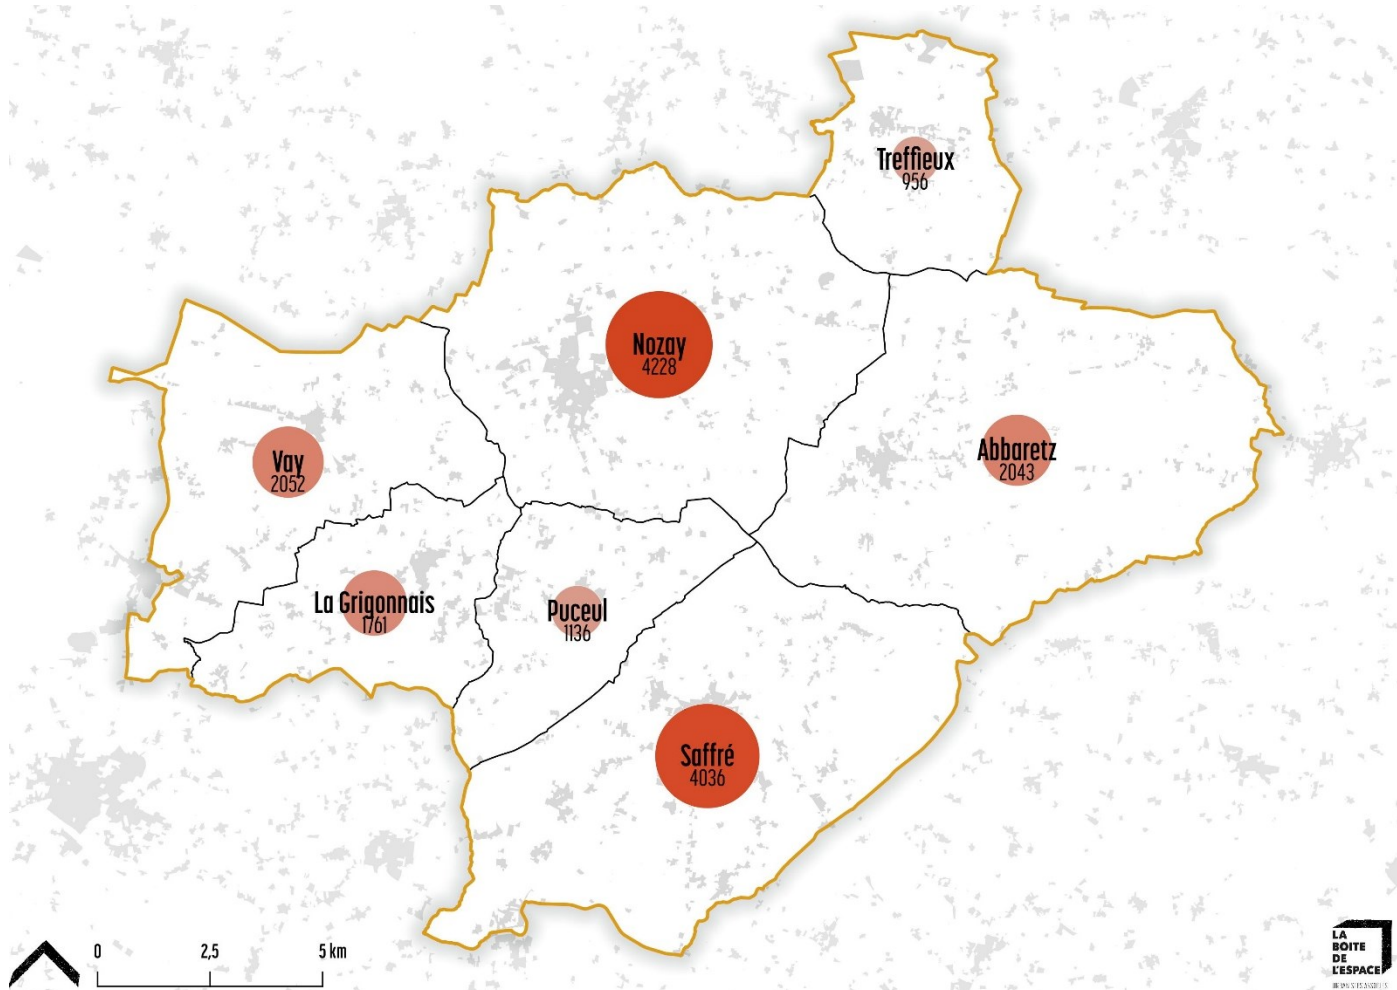 Treffieux
956
Nozay
4228
Abbaretz
2043
Vay
2052
La Grigonnais
1761
Puceul
1136
Saffré
4036
0 2,5 5 km
LA
BOITE
DE
L'ESPACE